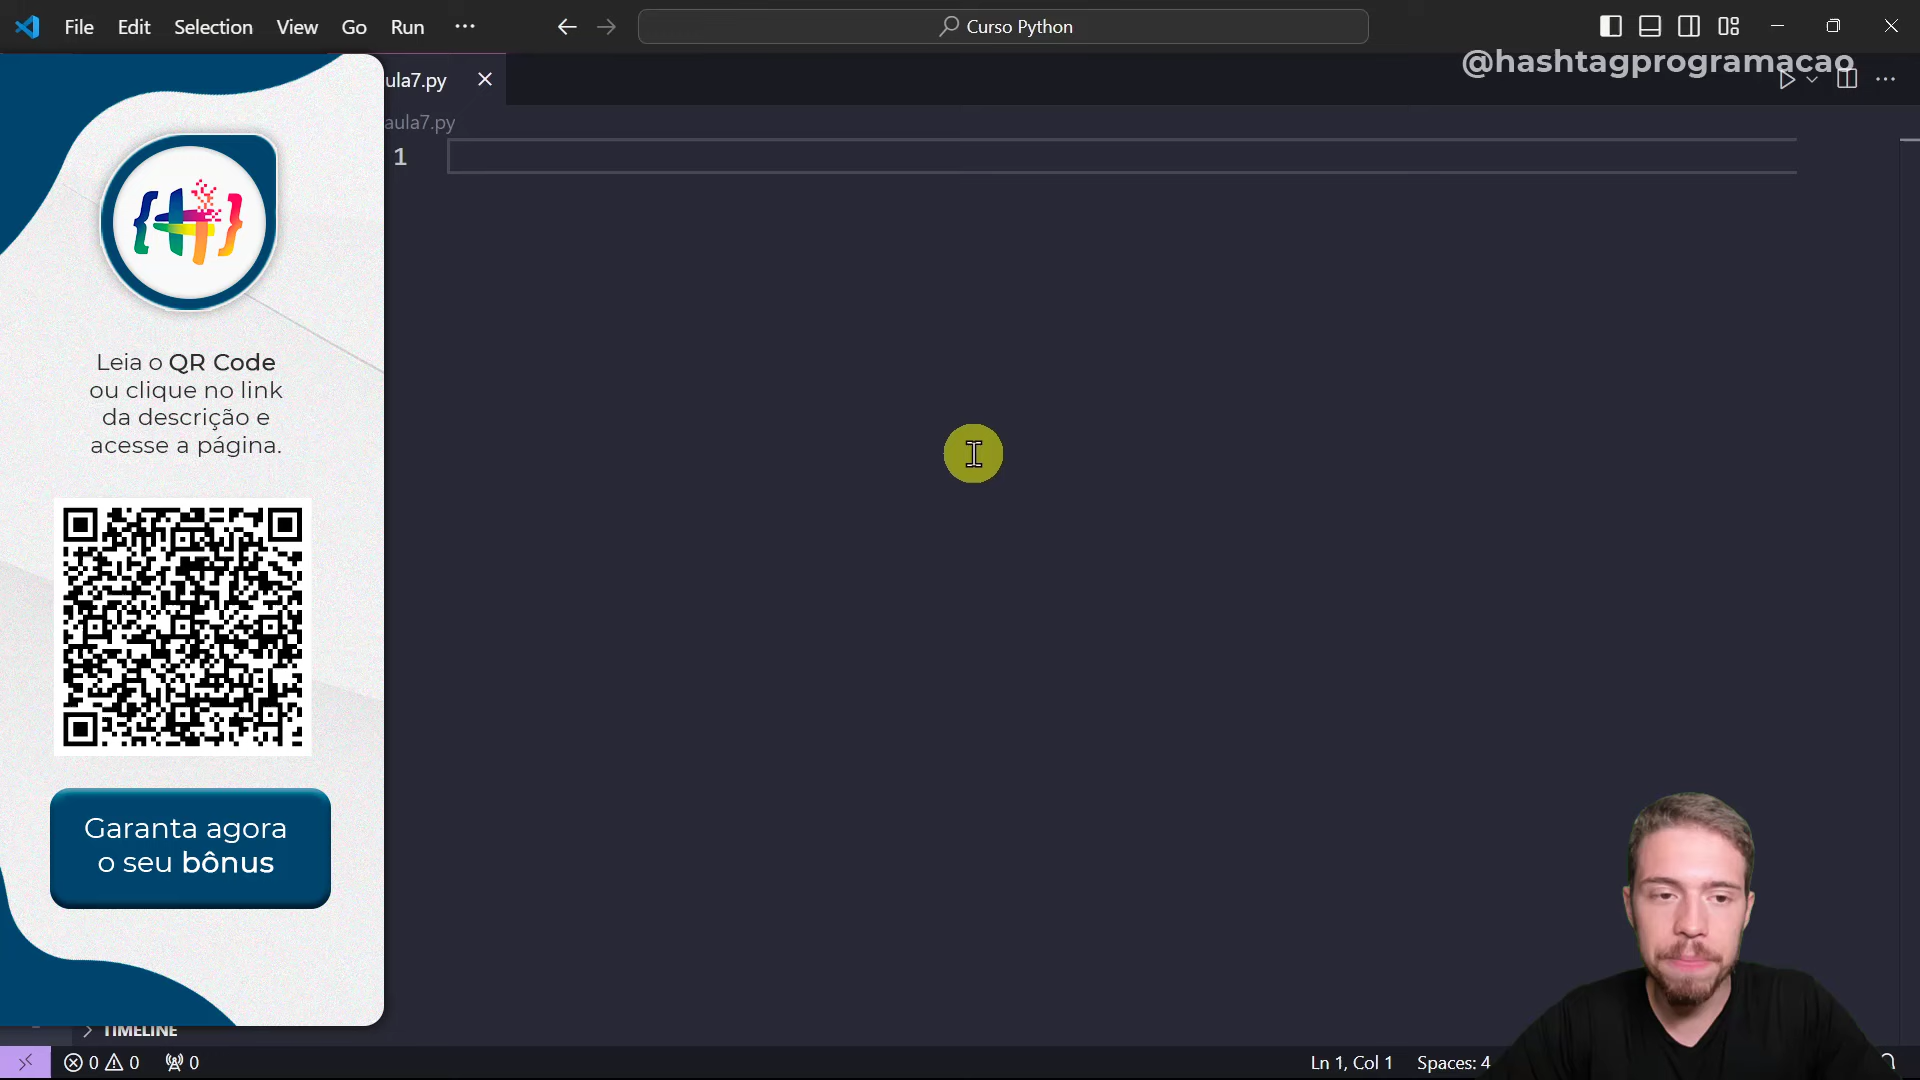 File Edit Selection View Go Run ...
Curso Python
@hashtagprogramacao
ula7.py
aula7.py
1
Leia o QR Code
ou clique no link
da descrição e
acesse a página.
Garanta agora
o seu bônus
TIMELINE
0 0 0
Ln 1, Col 1 Spaces: 4